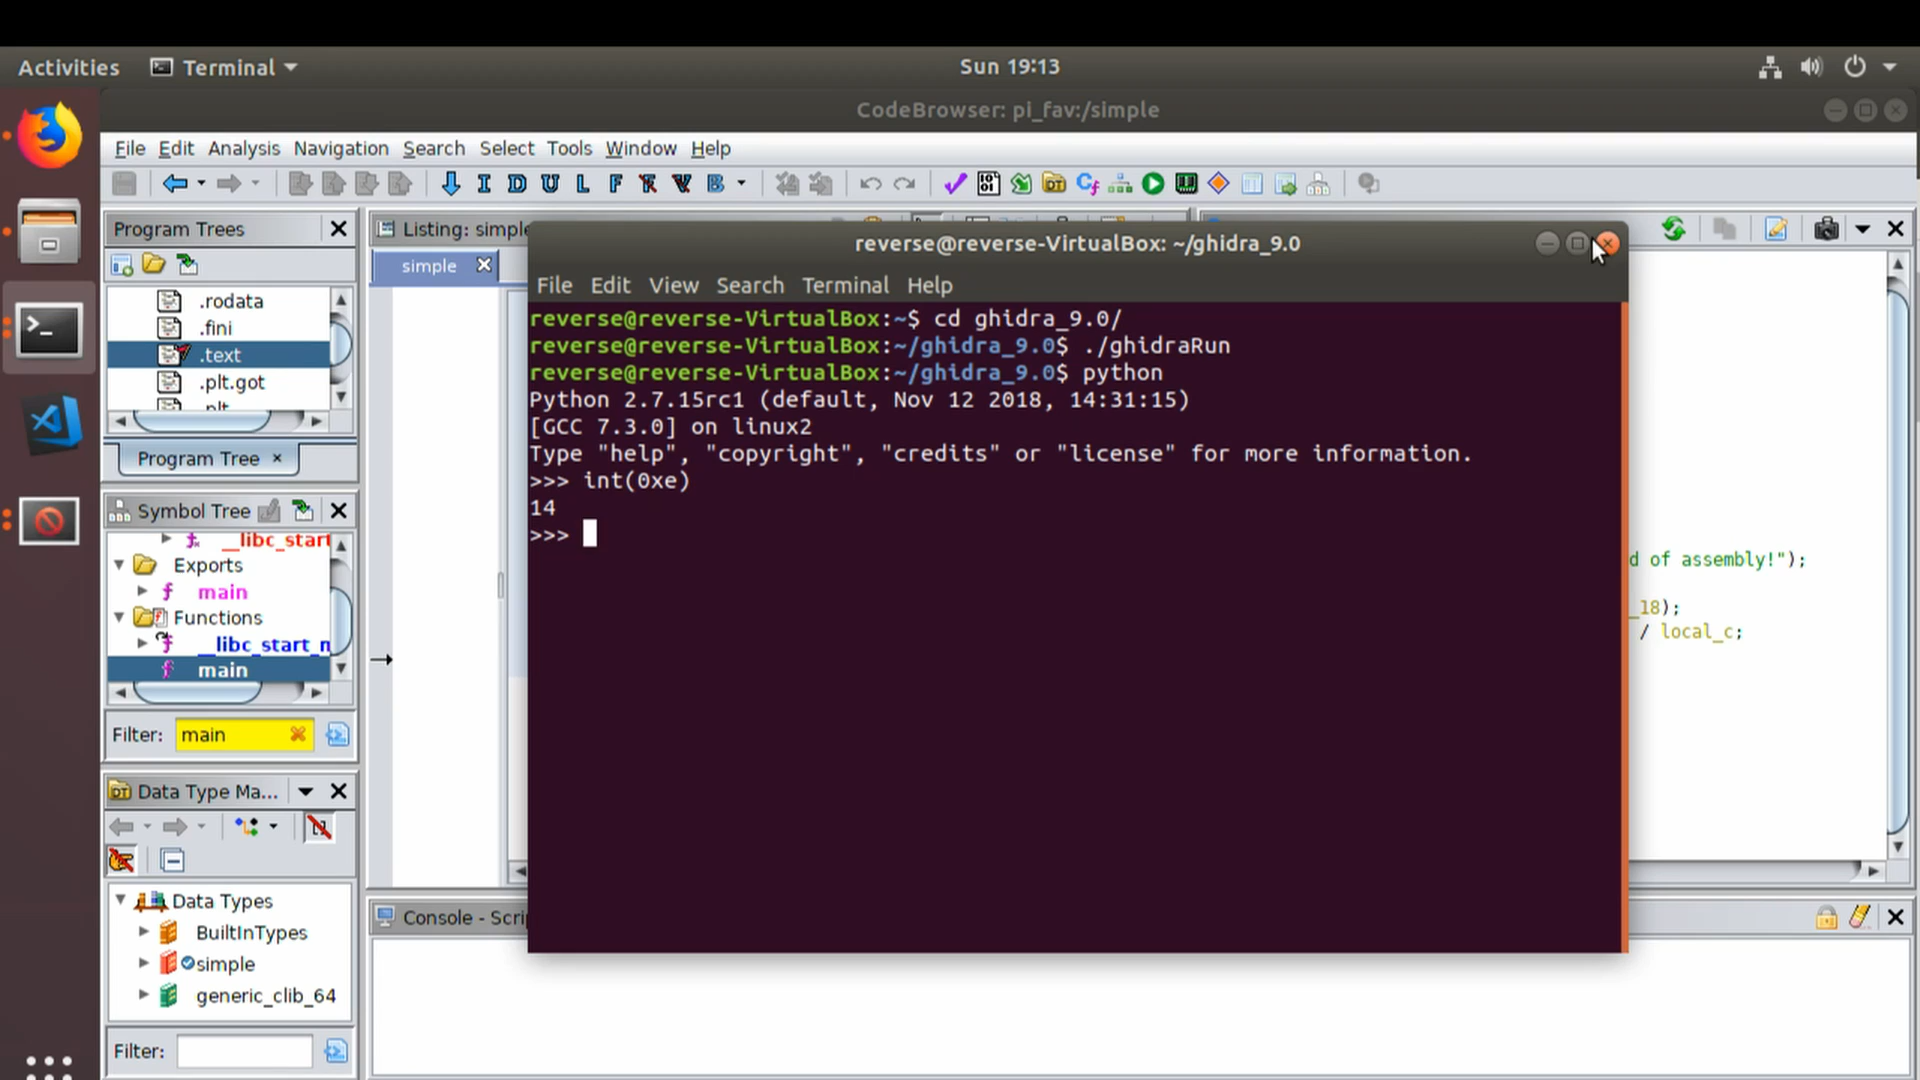 Activities
Terminal
Sun 19:13
CodeBrowser: pi_fav:/simple
File Edit Analysis Navigation Search Select Tools Window Help
I D U L F B
Program Trees
.rodata
.fini
.text
.plt.got
Program Tree
Symbol Tree
__libc_start
Exports
main
Functions
main
Filter: main
Data Type Ma...
Data Types
BuiltInTypes
simple
generic_clib_64
Filter:
Listing: simple
simple
reverse@reverse-VirtualBox: ~/ghidra_9.0
File Edit View Search Terminal Help
reverse@reverse-VirtualBox:~$ cd ghidra_9.0/
reverse@reverse-VirtualBox:~/ghidra_9.0$ ./ghidraRun
reverse@reverse-VirtualBox:~/ghidra_9.0$ python
Python 2.7.15rc1 (default, Nov 12 2018, 14:31:15)
[GCC 7.3.0] on linux2
Type "help", "copyright", "credits" or "license" for more information.
>>> int(0xe)
14
>>>
d of assembly!");
_18);
/ local_c;
Console - Scri